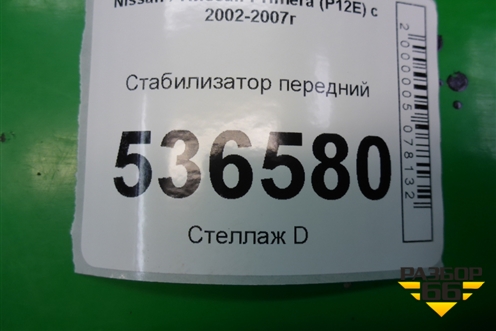 Nissan Primera (P12E) с
2002-2007г
Стабилизатор передний
536580
Стеллаж D
2000005078132
РАЗБОР
66